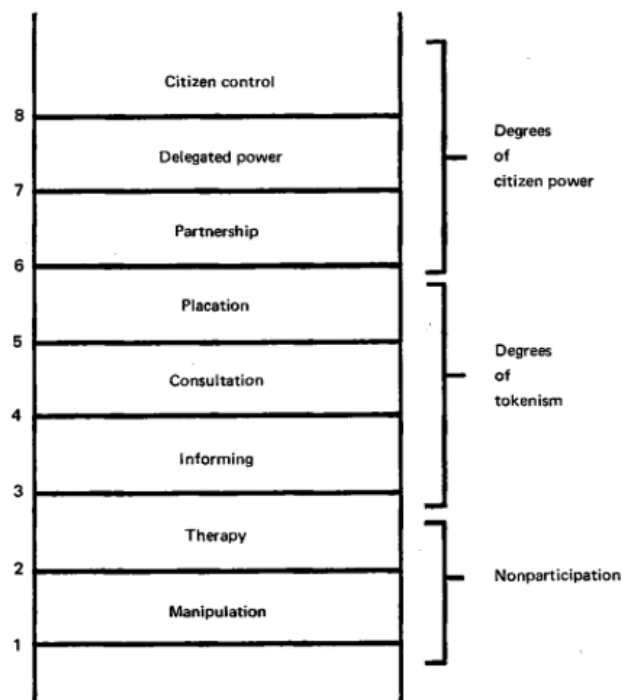 Citizen control
8
Delegated power
7
Partnership
6
Placation
5
Consultation
4
Informing
3
Therapy
2
Manipulation
1
Degrees
of
citizen power
Degrees
of
tokenism
Nonparticipation